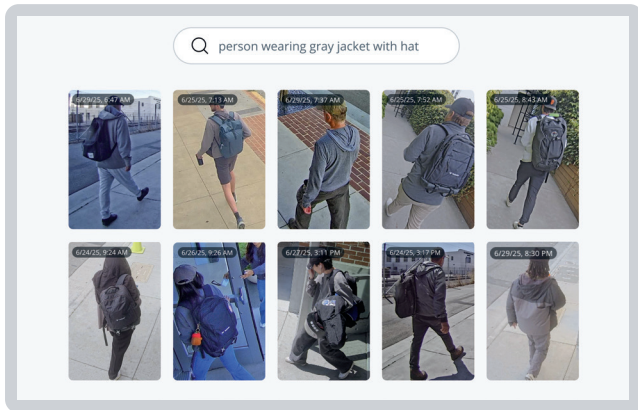 person wearing gray jacket with hat
6/29/25, 6:47 AM
6/25/25, 7:13 AM
6/29/25, 7:37 AM
6/25/25, 7:52 AM
6/25/25, 8:43 AM
6/24/25, 9:24 AM
6/26/25, 9:26 AM
6/27/25, 3:11 PM
6/24/25, 3:17 PM
6/29/25, 8:30 PM